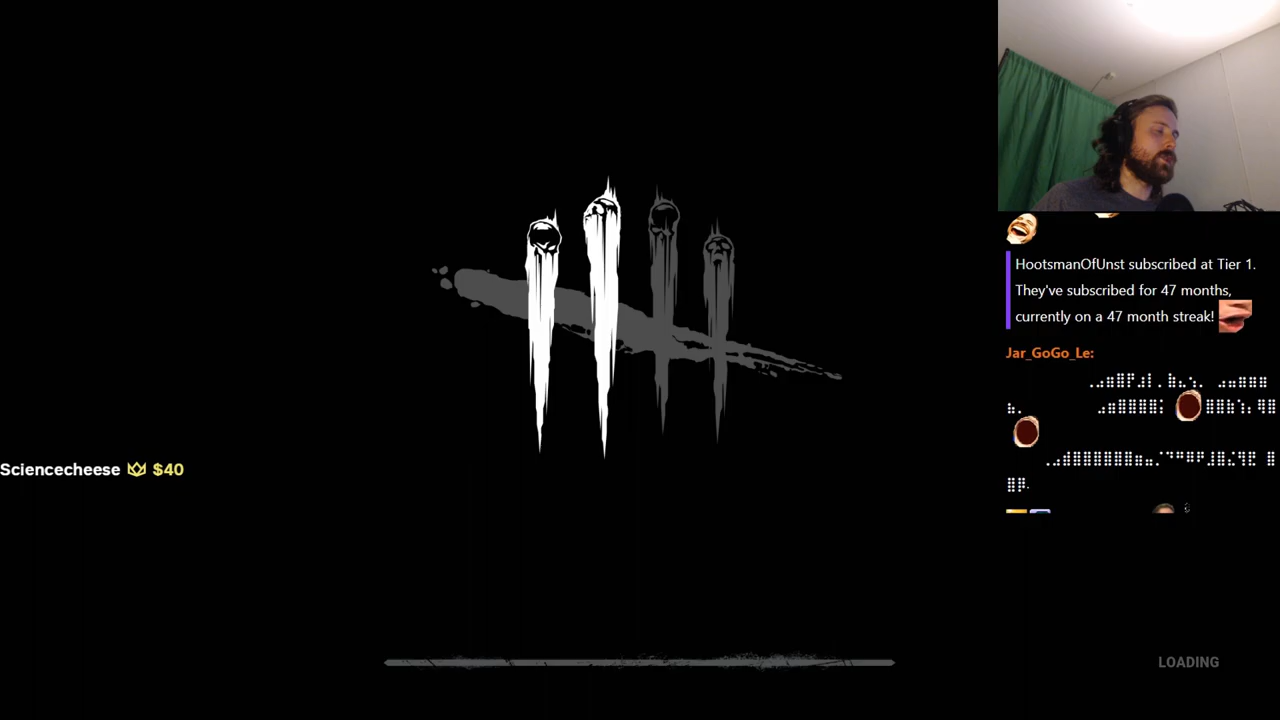 HootsmanOfUnst subscribed at Tier 1.
They've subscribed for 47 months,
currently on a 47 month streak!
Jar_GoGo_Le:
Sciencecheese $40
LOADING